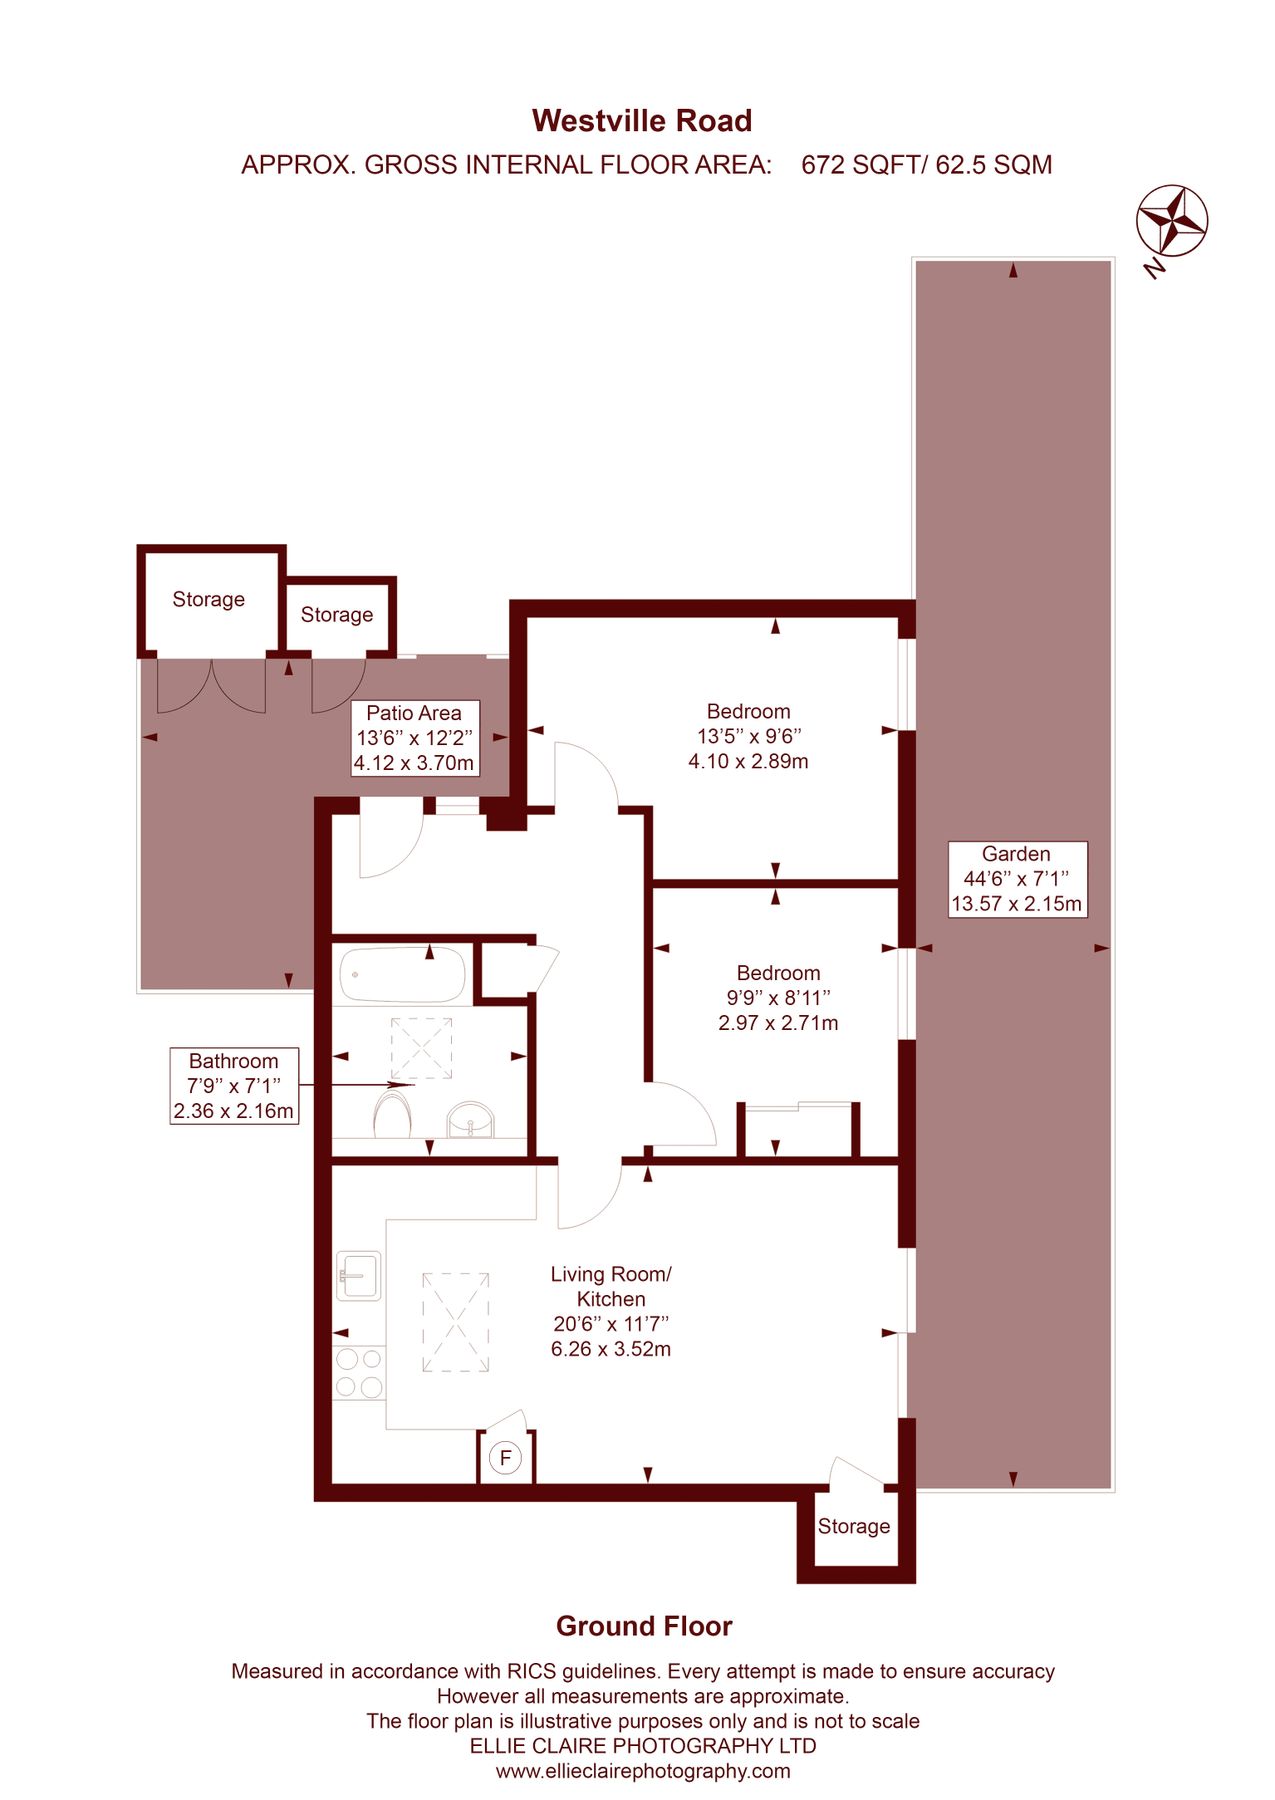 Westville Road
APPROX. GROSS INTERNAL FLOOR AREA: 672 SQFT/ 62.5 SQM
N
Storage
Storage
Patio Area
13'6'' x 12'2''
4.12 x 3.70m
Bedroom
13'5'' x 9'6''
4.10 x 2.89m
Garden
44'6'' x 7'1''
13.57 x 2.15m
Bedroom
9'9'' x 8'11''
2.97 x 2.71m
Bathroom
7'9'' x 7'1''
2.36 x 2.16m
Living Room/
Kitchen
20'6'' x 11'7''
6.26 x 3.52m
F
Storage
Ground Floor
Measured in accordance with RICS guidelines. Every attempt is made to ensure accuracy
However all measurements are approximate.
The floor plan is illustrative purposes only and is not to scale
ELLIE CLAIRE PHOTOGRAPHY LTD
www.ellieclairephotography.com